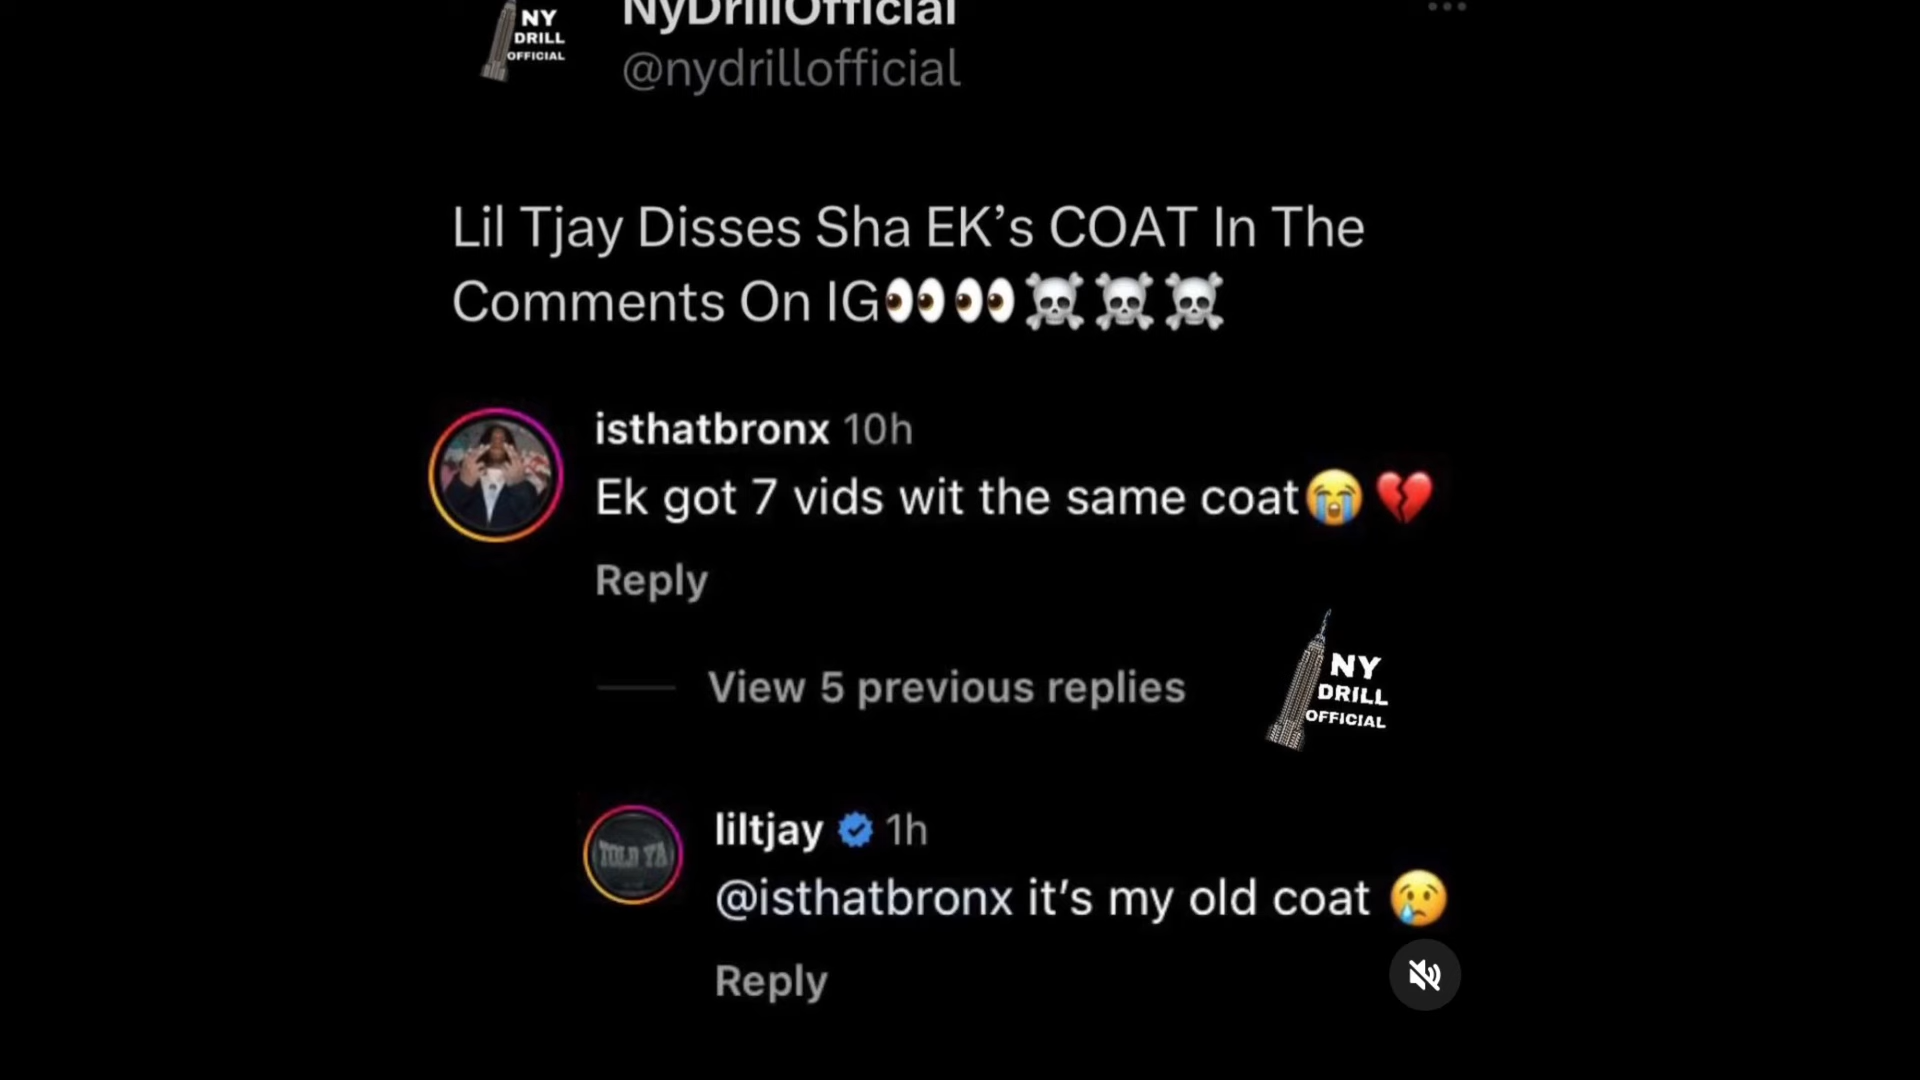 NY
DRILL
OFFICIAL
NyDrillOfficial
@nydrillofficial
Lil Tjay Disses Sha EK’s COAT In The
Comments On IG👀👀☠️☠️☠️
isthatbronx 10h
Ek got 7 vids wit the same coat😭💔
Reply
View 5 previous replies
NY
DRILL
OFFICIAL
TOLD YA
liltjay 1h
@isthatbronx it’s my old coat 😢
Reply